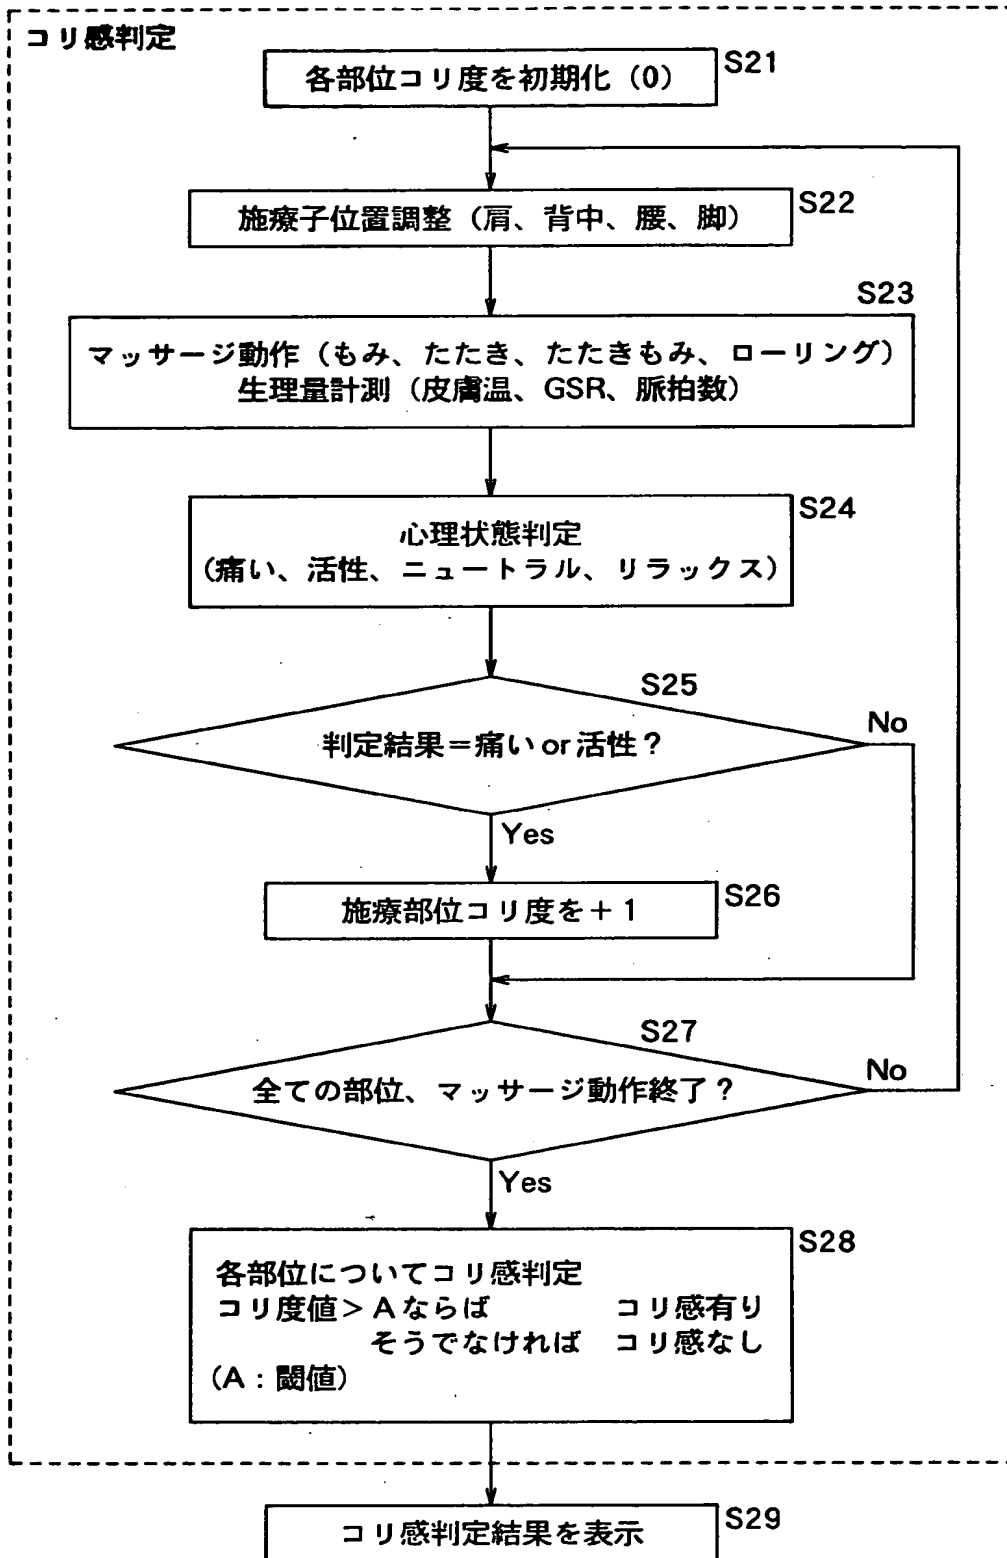 コリ感判定
各部位コリ度を初期化（0）
S21
施療子位置調整（肩、背中、腰、脚）
S22
S23
マッサージ動作（もみ、たたき、たたきもみ、ローリング）
生理量計測（皮膚温、GSR、脈拍数）
S24
心理状態判定
（痛い、活性、ニュートラル、リラックス）
S25
判定結果＝痛いor活性？
No
Yes
施療部位コリ度を＋1
S26
S27
全ての部位、マッサージ動作終了？
No
Yes
S28
各部位についてコリ感判定
コリ度値＞Aならば　コリ感有り
そうでなければ　コリ感なし
（A：閾値）
コリ感判定結果を表示
S29